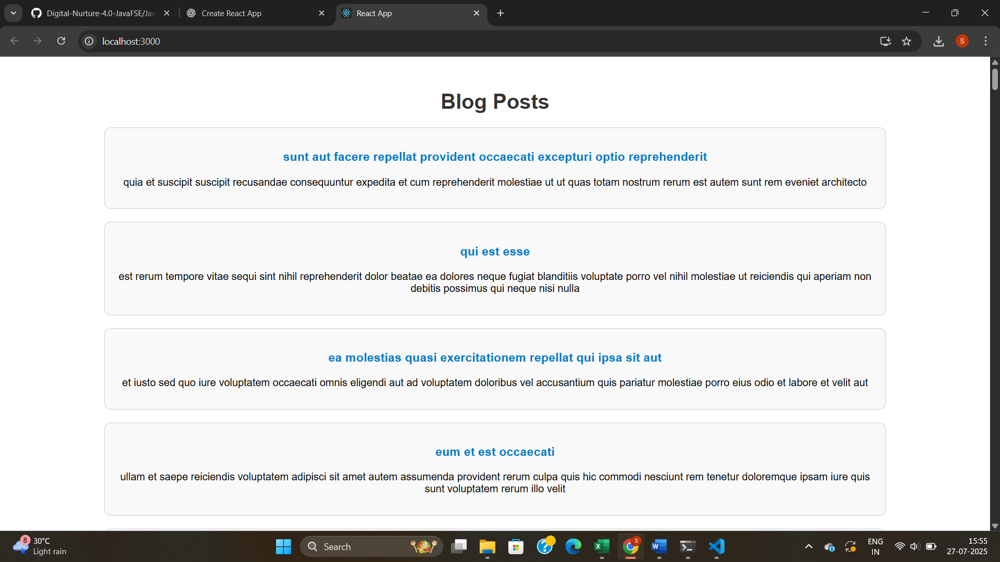 Digital-Nurture-4.0-JavaFSE/Jav
Create React App
React App
localhost:3000
S
Blog Posts
sunt aut facere repellat provident occaecati excepturi optio reprehenderit
quia et suscipit suscipit recusandae consequuntur expedita et cum reprehenderit molestiae ut ut quas totam nostrum rerum est autem sunt rem eveniet architecto
qui est esse
est rerum tempore vitae sequi sint nihil reprehenderit dolor beatae ea dolores neque fugiat blanditiis voluptate porro vel nihil molestiae ut reiciendis qui aperiam non
debitis possimus qui neque nisi nulla
ea molestias quasi exercitationem repellat qui ipsa sit aut
et iusto sed quo iure voluptatem occaecati omnis eligendi aut ad voluptatem doloribus vel accusantium quis pariatur molestiae porro eius odio et labore et velit aut
eum et est occaecati
ullam et saepe reiciendis voluptatem adipisci sit amet autem assumenda provident rerum culpa quis hic commodi nesciunt rem tenetur doloremque ipsam iure quis
sunt voluptatem rerum illo velit
8
30°C
Light rain
Search
S
ENG
IN
15:55
27-07-2025